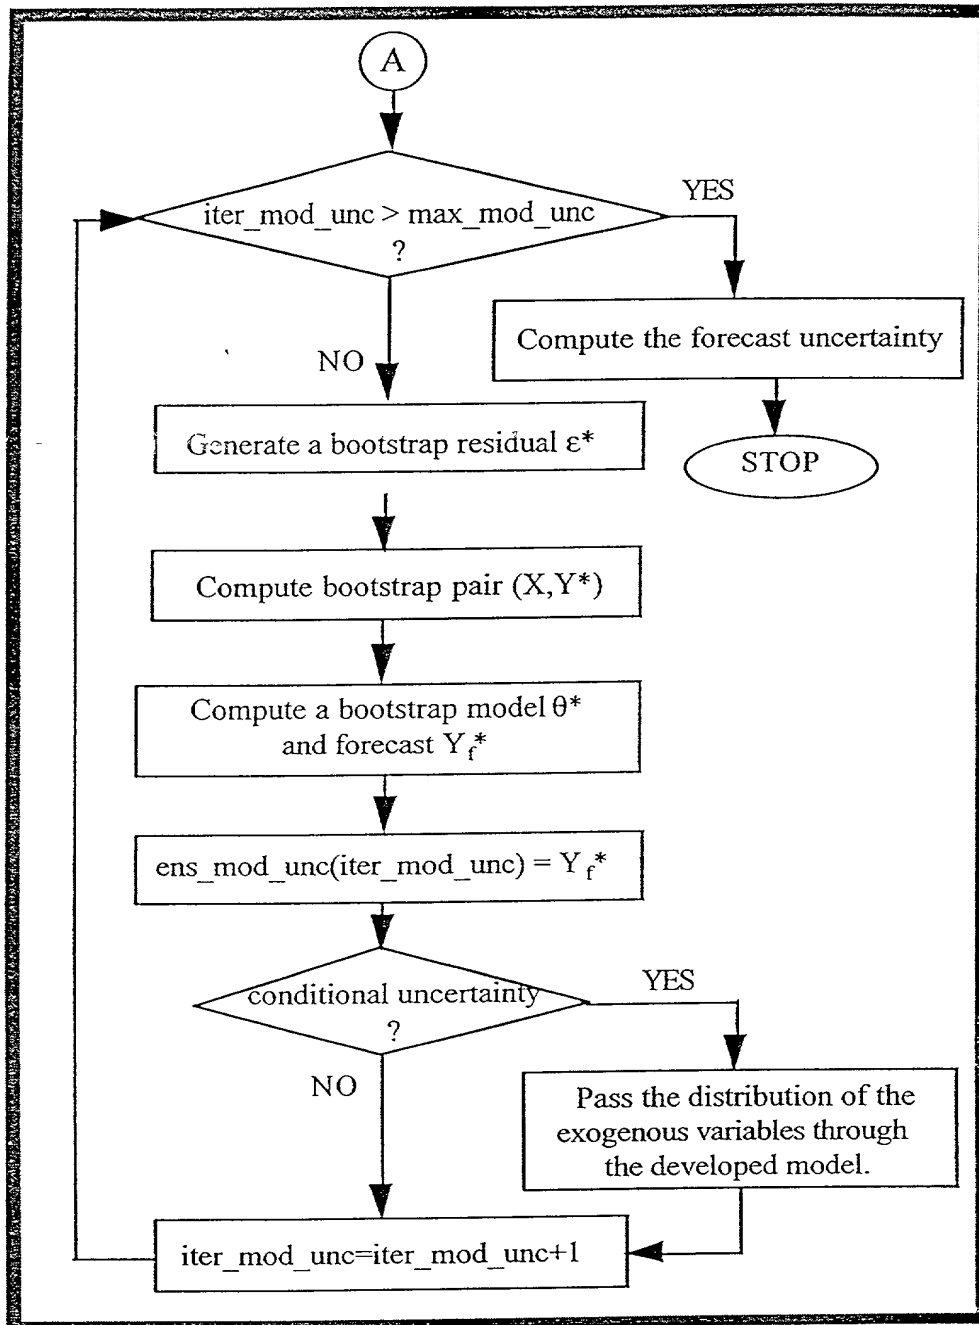 A
iter_mod_unc > max_mod_unc
?
YES
Compute the forecast uncertainty
STOP
NO
Generate a bootstrap residual ε*
Compute bootstrap pair (X,Y*)
Compute a bootstrap model θ*
and forecast Y_f*
ens_mod_unc(iter_mod_unc) = Y_f*
conditional uncertainty
?
YES
NO
Pass the distribution of the
exogenous variables through
the developed model.
iter_mod_unc=iter_mod_unc+1